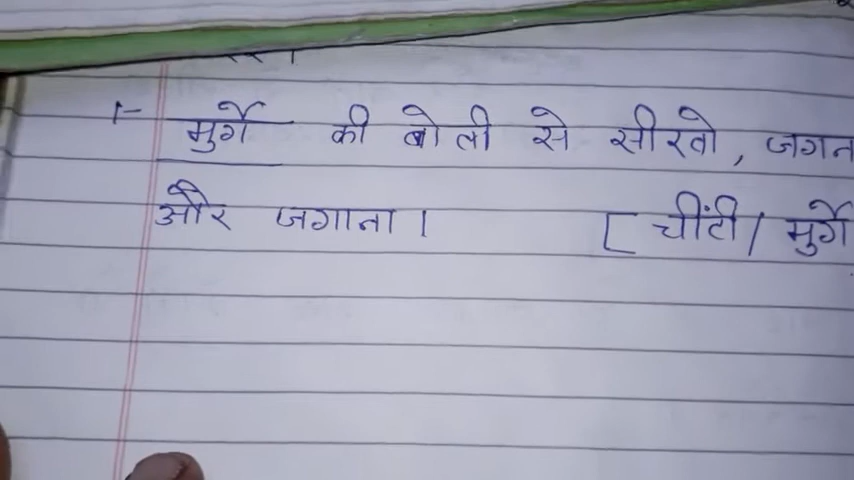 1- मुर्गे की बोली से सीखो, जगन
और जगाना। [ चींटी / मुर्गे